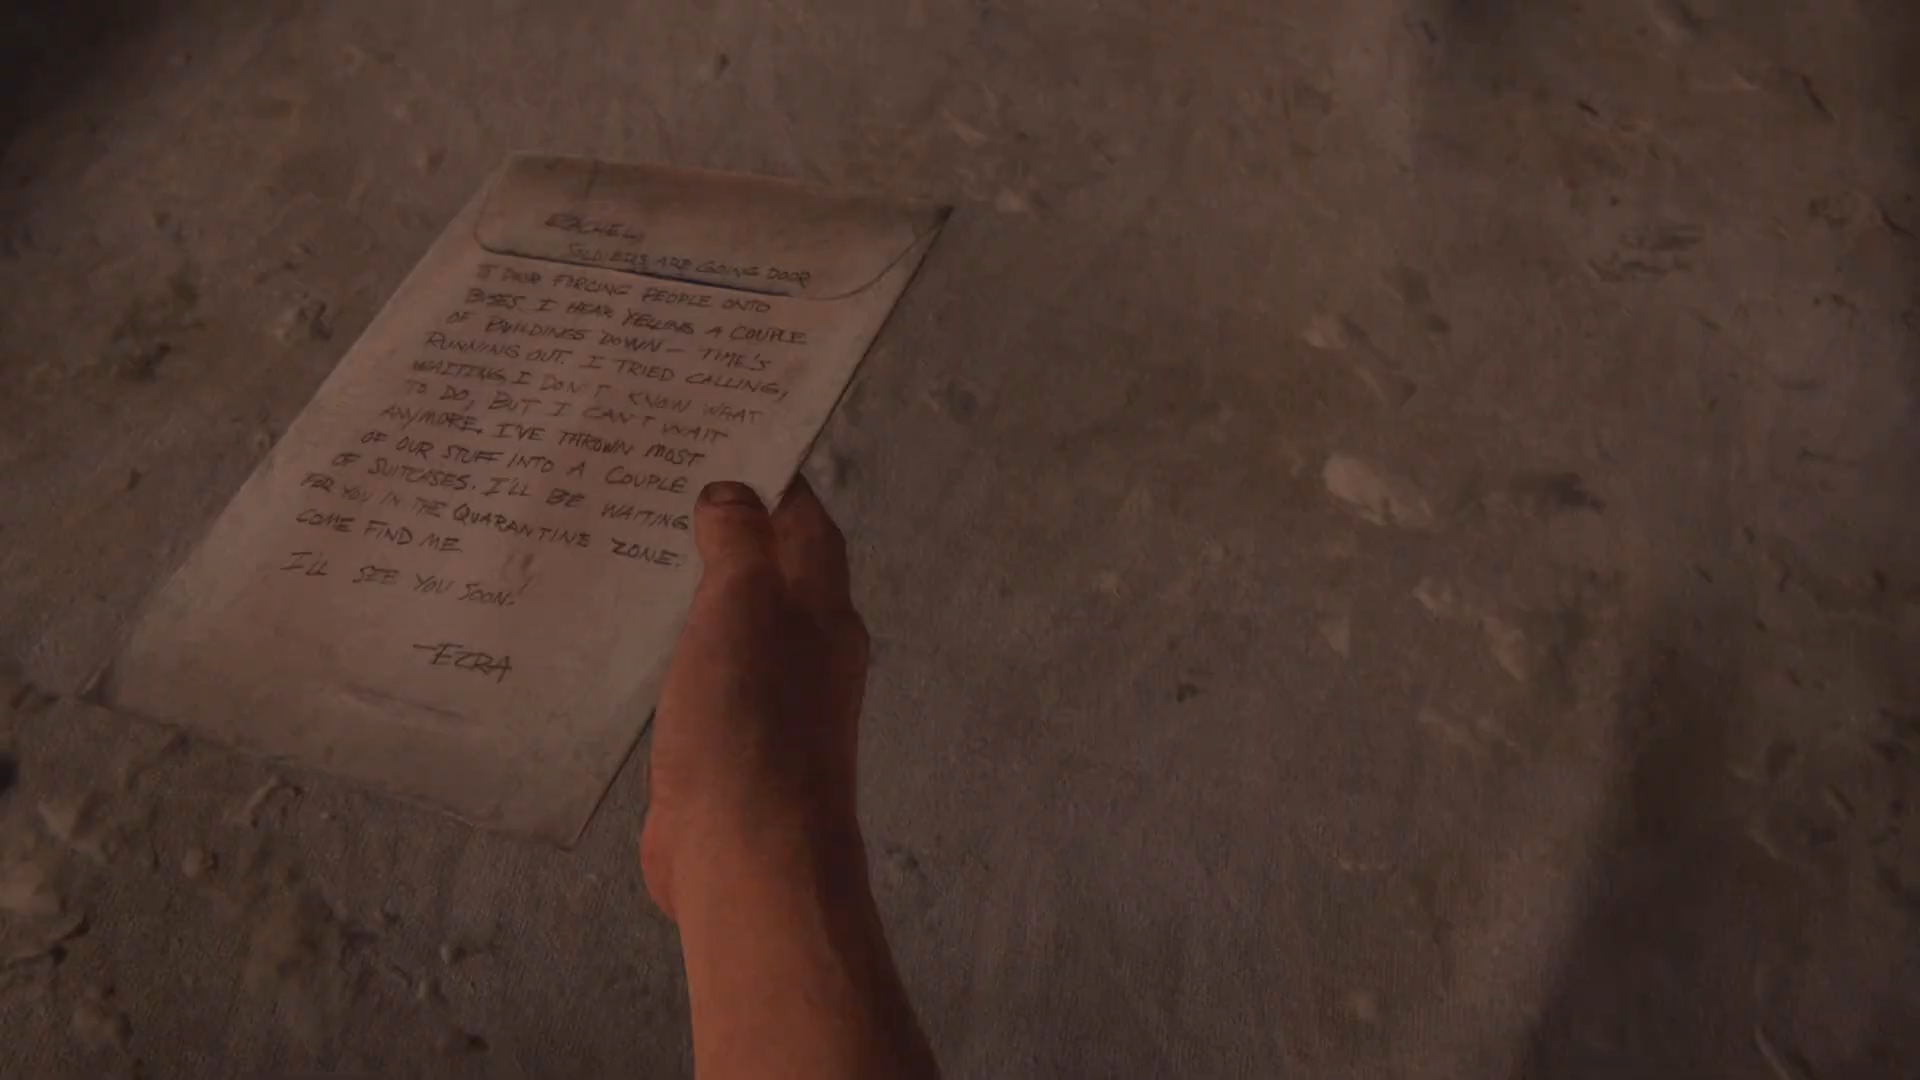 RACHEL,
SOLDIERS ARE GOING DOOR
TO DOOR FORCING PEOPLE ONTO
BUSES. I HEAR YELLING A COUPLE
OF BUILDINGS DOWN — TIME'S
RUNNING OUT. I TRIED CALLING,
WAITING, I DON'T KNOW WHAT
TO DO, BUT I CAN'T WAIT
ANYMORE. I'VE THROWN MOST
OF OUR STUFF INTO A COUPLE
OF SUITCASES. I'LL BE WAITING
FOR YOU IN THE QUARANTINE ZONE.
COME FIND ME
I'LL SEE YOU SOON.
—EZRA